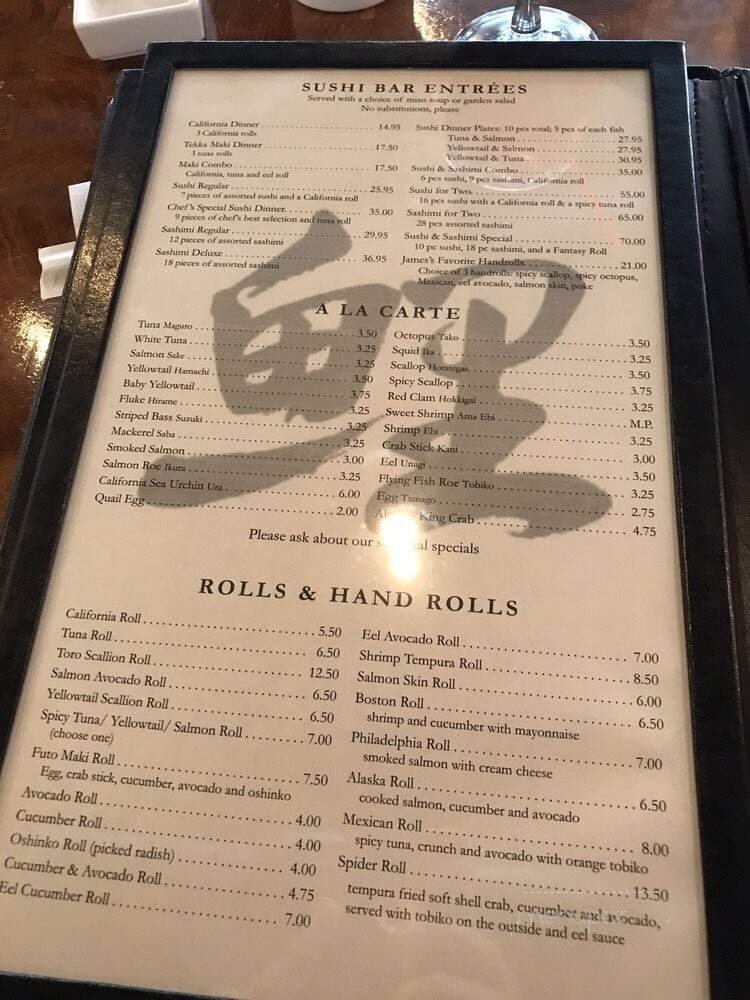 SUSHI BAR ENTRÉES
Served with a choice of miso soup or garden salad
No substitutions, please
California Dinner 14.95
3 California rolls
Tekka Maki Dinner 17.50
3 tuna rolls
Maki Combo 17.50
California, tuna and eel roll
Sushi Regular 25.95
7 pieces of assorted sushi and a California roll
Chef's Special Sushi Dinner 35.00
9 pieces of chef's best selection and tuna roll
Sashimi Regular 29.95
12 pieces of assorted sashimi
Sashimi Deluxe 36.95
18 pieces of assorted sashimi
Sushi Dinner Plates: 10 pcs total; 5 pcs of each fish
Tuna & Salmon 27.95
Yellowtail & Salmon 27.95
Yellowtail & Tuna 30.95
Sushi & Sashimi Combo 35.00
6 pcs sushi, 9 pcs sashimi, California roll
Sushi for Two 55.00
16 pcs sushi with a California roll & a spicy tuna roll
Sashimi for Two 65.00
28 pcs assorted sashimi
Sushi & Sashimi Special 70.00
10 pc sushi, 18 pc sashimi, and a Fantasy Roll
James's Favorite Handrolls 21.00
Choice of 3 handrolls: spicy scallop, spicy octopus,
Mexican, eel avocado, salmon skin, poke
A LA CARTE
Tuna Maguro 3.50
White Tuna 3.25
Salmon Sake 3.25
Yellowtail Hamachi 3.50
Baby Yellowtail 3.75
Fluke Hirame 3.25
Striped Bass Suzuki 3.25
Mackerel Saba 3.25
Smoked Salmon 3.00
Salmon Roe Ikura 3.25
California Sea Urchin Uni 6.00
Quail Egg 2.00
Octopus Tako 3.50
Squid Ika 3.25
Scallop Hotategai 3.50
Spicy Scallop 3.75
Red Clam Hokkigai 3.25
Sweet Shrimp Ama Ebi M.P.
Shrimp Ebi 3.25
Crab Stick Kani 3.00
Eel Unagi 3.50
Flying Fish Roe Tobiko 3.25
Egg Tamago 2.75
King Crab 4.75
Please ask about our specials
ROLLS & HAND ROLLS
California Roll 5.50
Tuna Roll 6.50
Toro Scallion Roll 12.50
Salmon Avocado Roll 6.50
Yellowtail Scallion Roll 6.50
Spicy Tuna/ Yellowtail/ Salmon Roll 7.00
(choose one)
Futo Maki Roll 7.50
Egg, crab stick, cucumber, avocado and oshinko
Avocado Roll 4.00
Cucumber Roll 4.00
Oshinko Roll (picked radish) 4.00
Cucumber & Avocado Roll 4.75
Eel Cucumber Roll 7.00
Eel Avocado Roll 7.00
Shrimp Tempura Roll 8.50
Salmon Skin Roll 6.00
Boston Roll 6.50
shrimp and cucumber with mayonnaise
Philadelphia Roll 7.00
smoked salmon with cream cheese
Alaska Roll 6.50
cooked salmon, cucumber and avocado
Mexican Roll 8.00
spicy tuna, crunch and avocado with orange tobiko
Spider Roll 13.50
tempura fried soft shell crab, cucumber and avocado,
served with tobiko on the outside and eel sauce